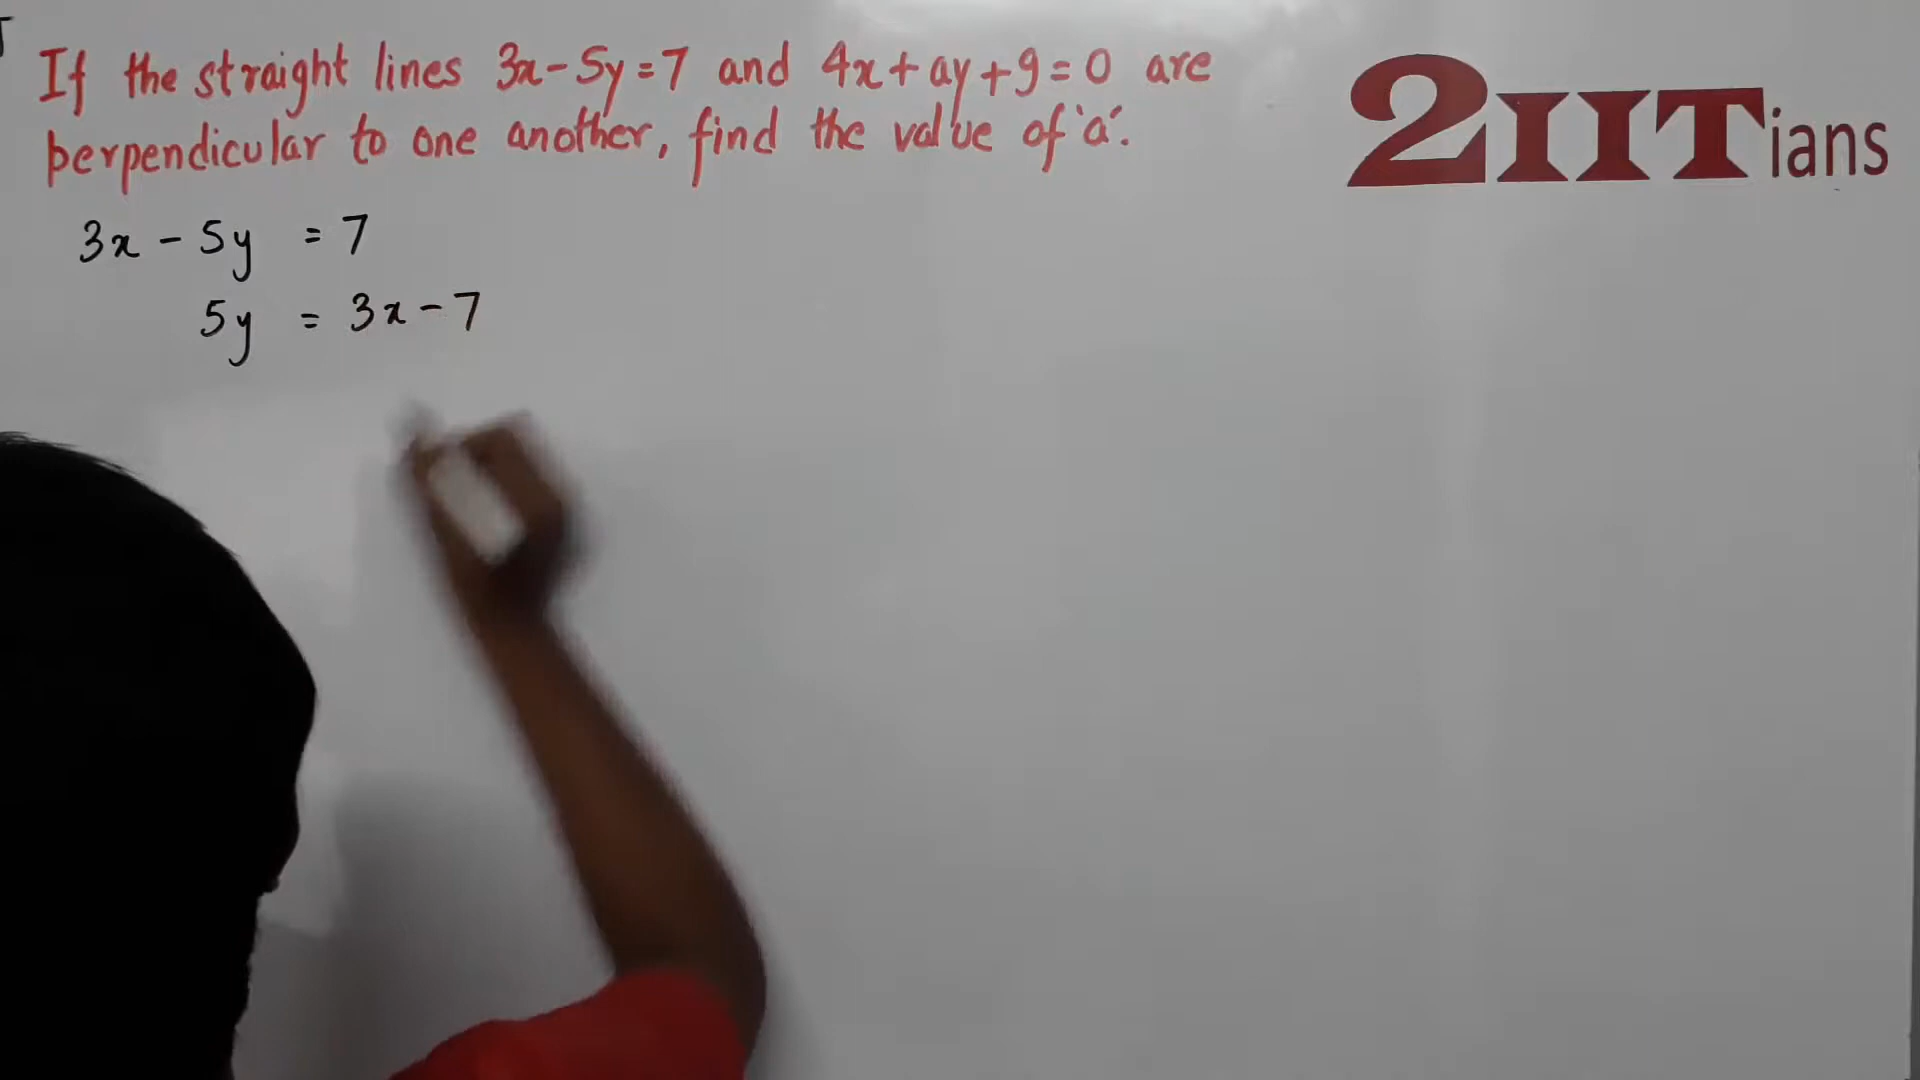 If the straight lines 3x-5y=7 and 4x+ay+9=0 are
perpendicular to one another, find the value of 'a'.
2IITians
3x - 5y = 7
5y = 3x - 7